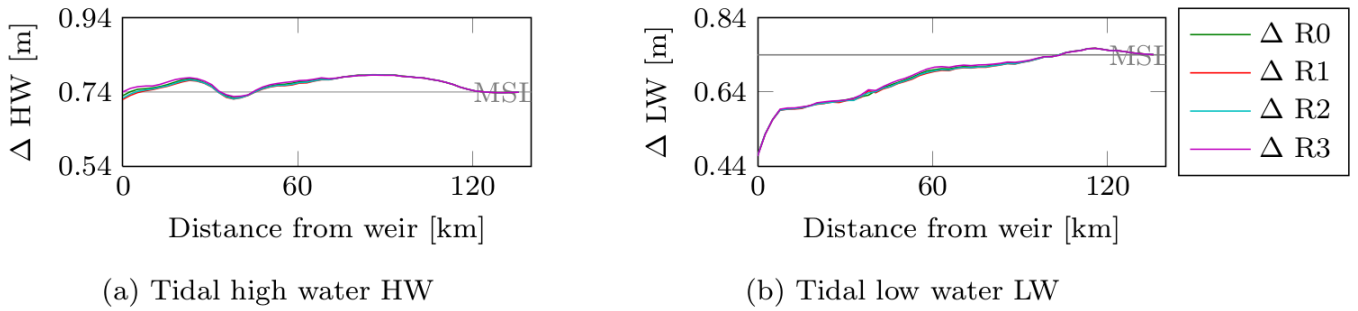 Δ HW [m]
0.94
0.74
0.54
MSL
0
60
120
Distance from weir [km]
(a) Tidal high water HW
Δ LW [m]
0.84
0.64
0.44
MSL
0
60
120
Distance from weir [km]
(b) Tidal low water LW
Δ R0
Δ R1
Δ R2
Δ R3